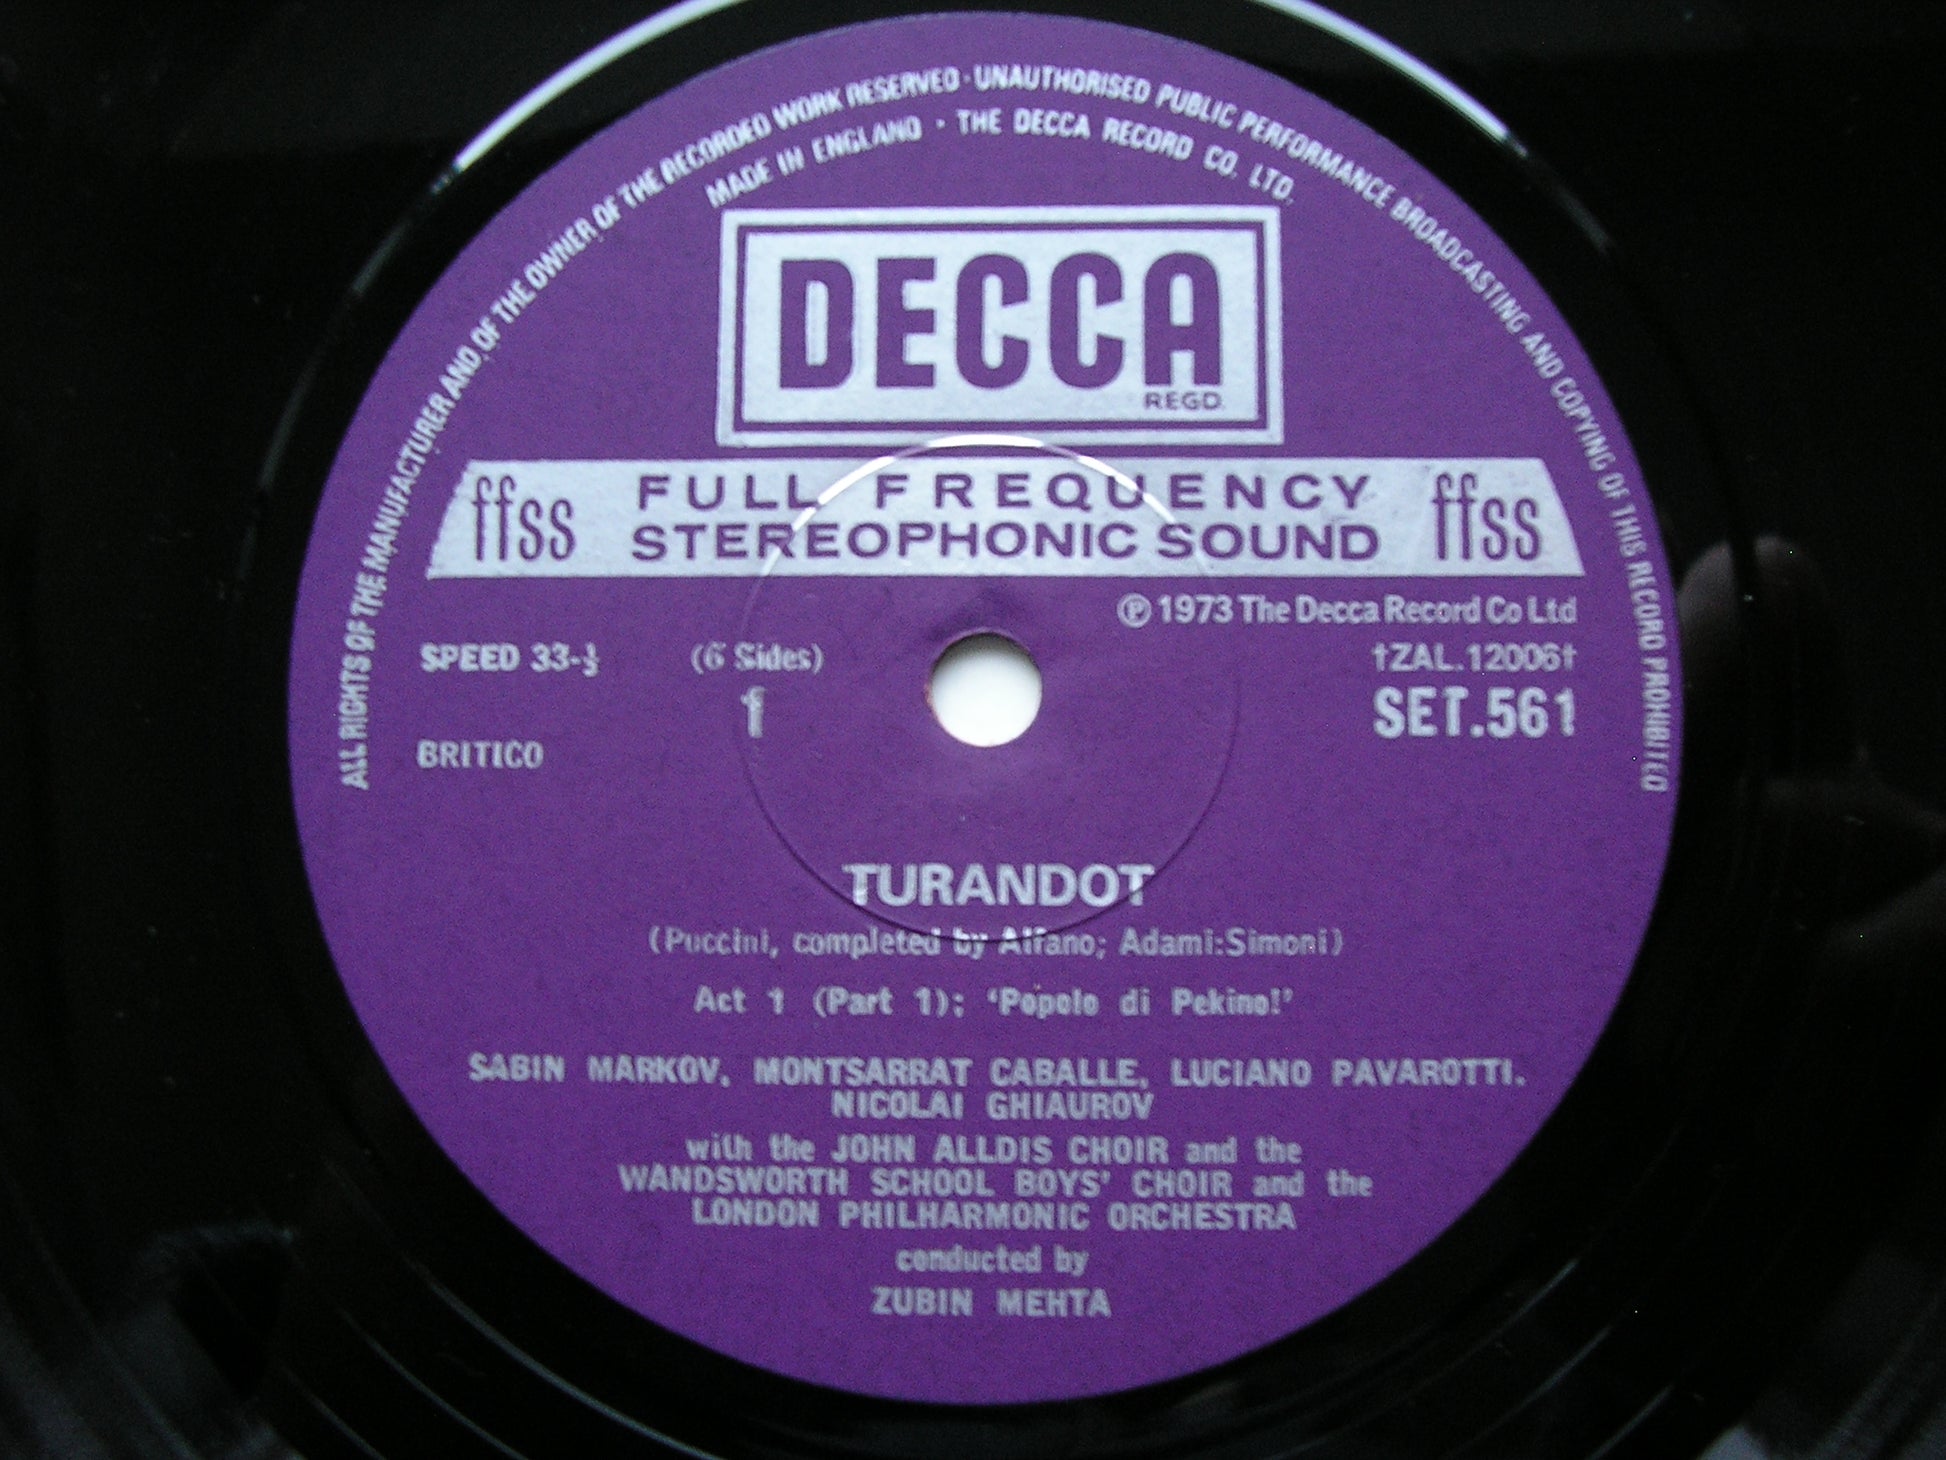 ALL RIGHTS OF THE MANUFACTURER AND OF THE OWNER OF THE RECORDED WORK RESERVED · UNAUTHORISED PUBLIC PERFORMANCE BROADCASTING AND COPYING OF THIS RECORD PROHIBITED
MADE IN ENGLAND · THE DECCA RECORD CO. LTD.
DECCA
REGD.
ffss FULL FREQUENCY STEREOPHONIC SOUND ffss
℗ 1973 The Decca Record Co Ltd
SPEED 33-⅓ (6 Sides) †ZAL.12006†
1 SET.561
BRITICO
TURANDOT
(Puccini, completed by Alfano; Adami:Simoni)
Act 1 (Part 1); ‘Popolo di Pekino!’
SABIN MARKOV, MONTSARRAT CABALLE, LUCIANO PAVAROTTI,
NICOLAI GHIAUROV
with the JOHN ALLDIS CHOIR and the
WANDSWORTH SCHOOL BOYS’ CHOIR and the
LONDON PHILHARMONIC ORCHESTRA
conducted by
ZUBIN MEHTA